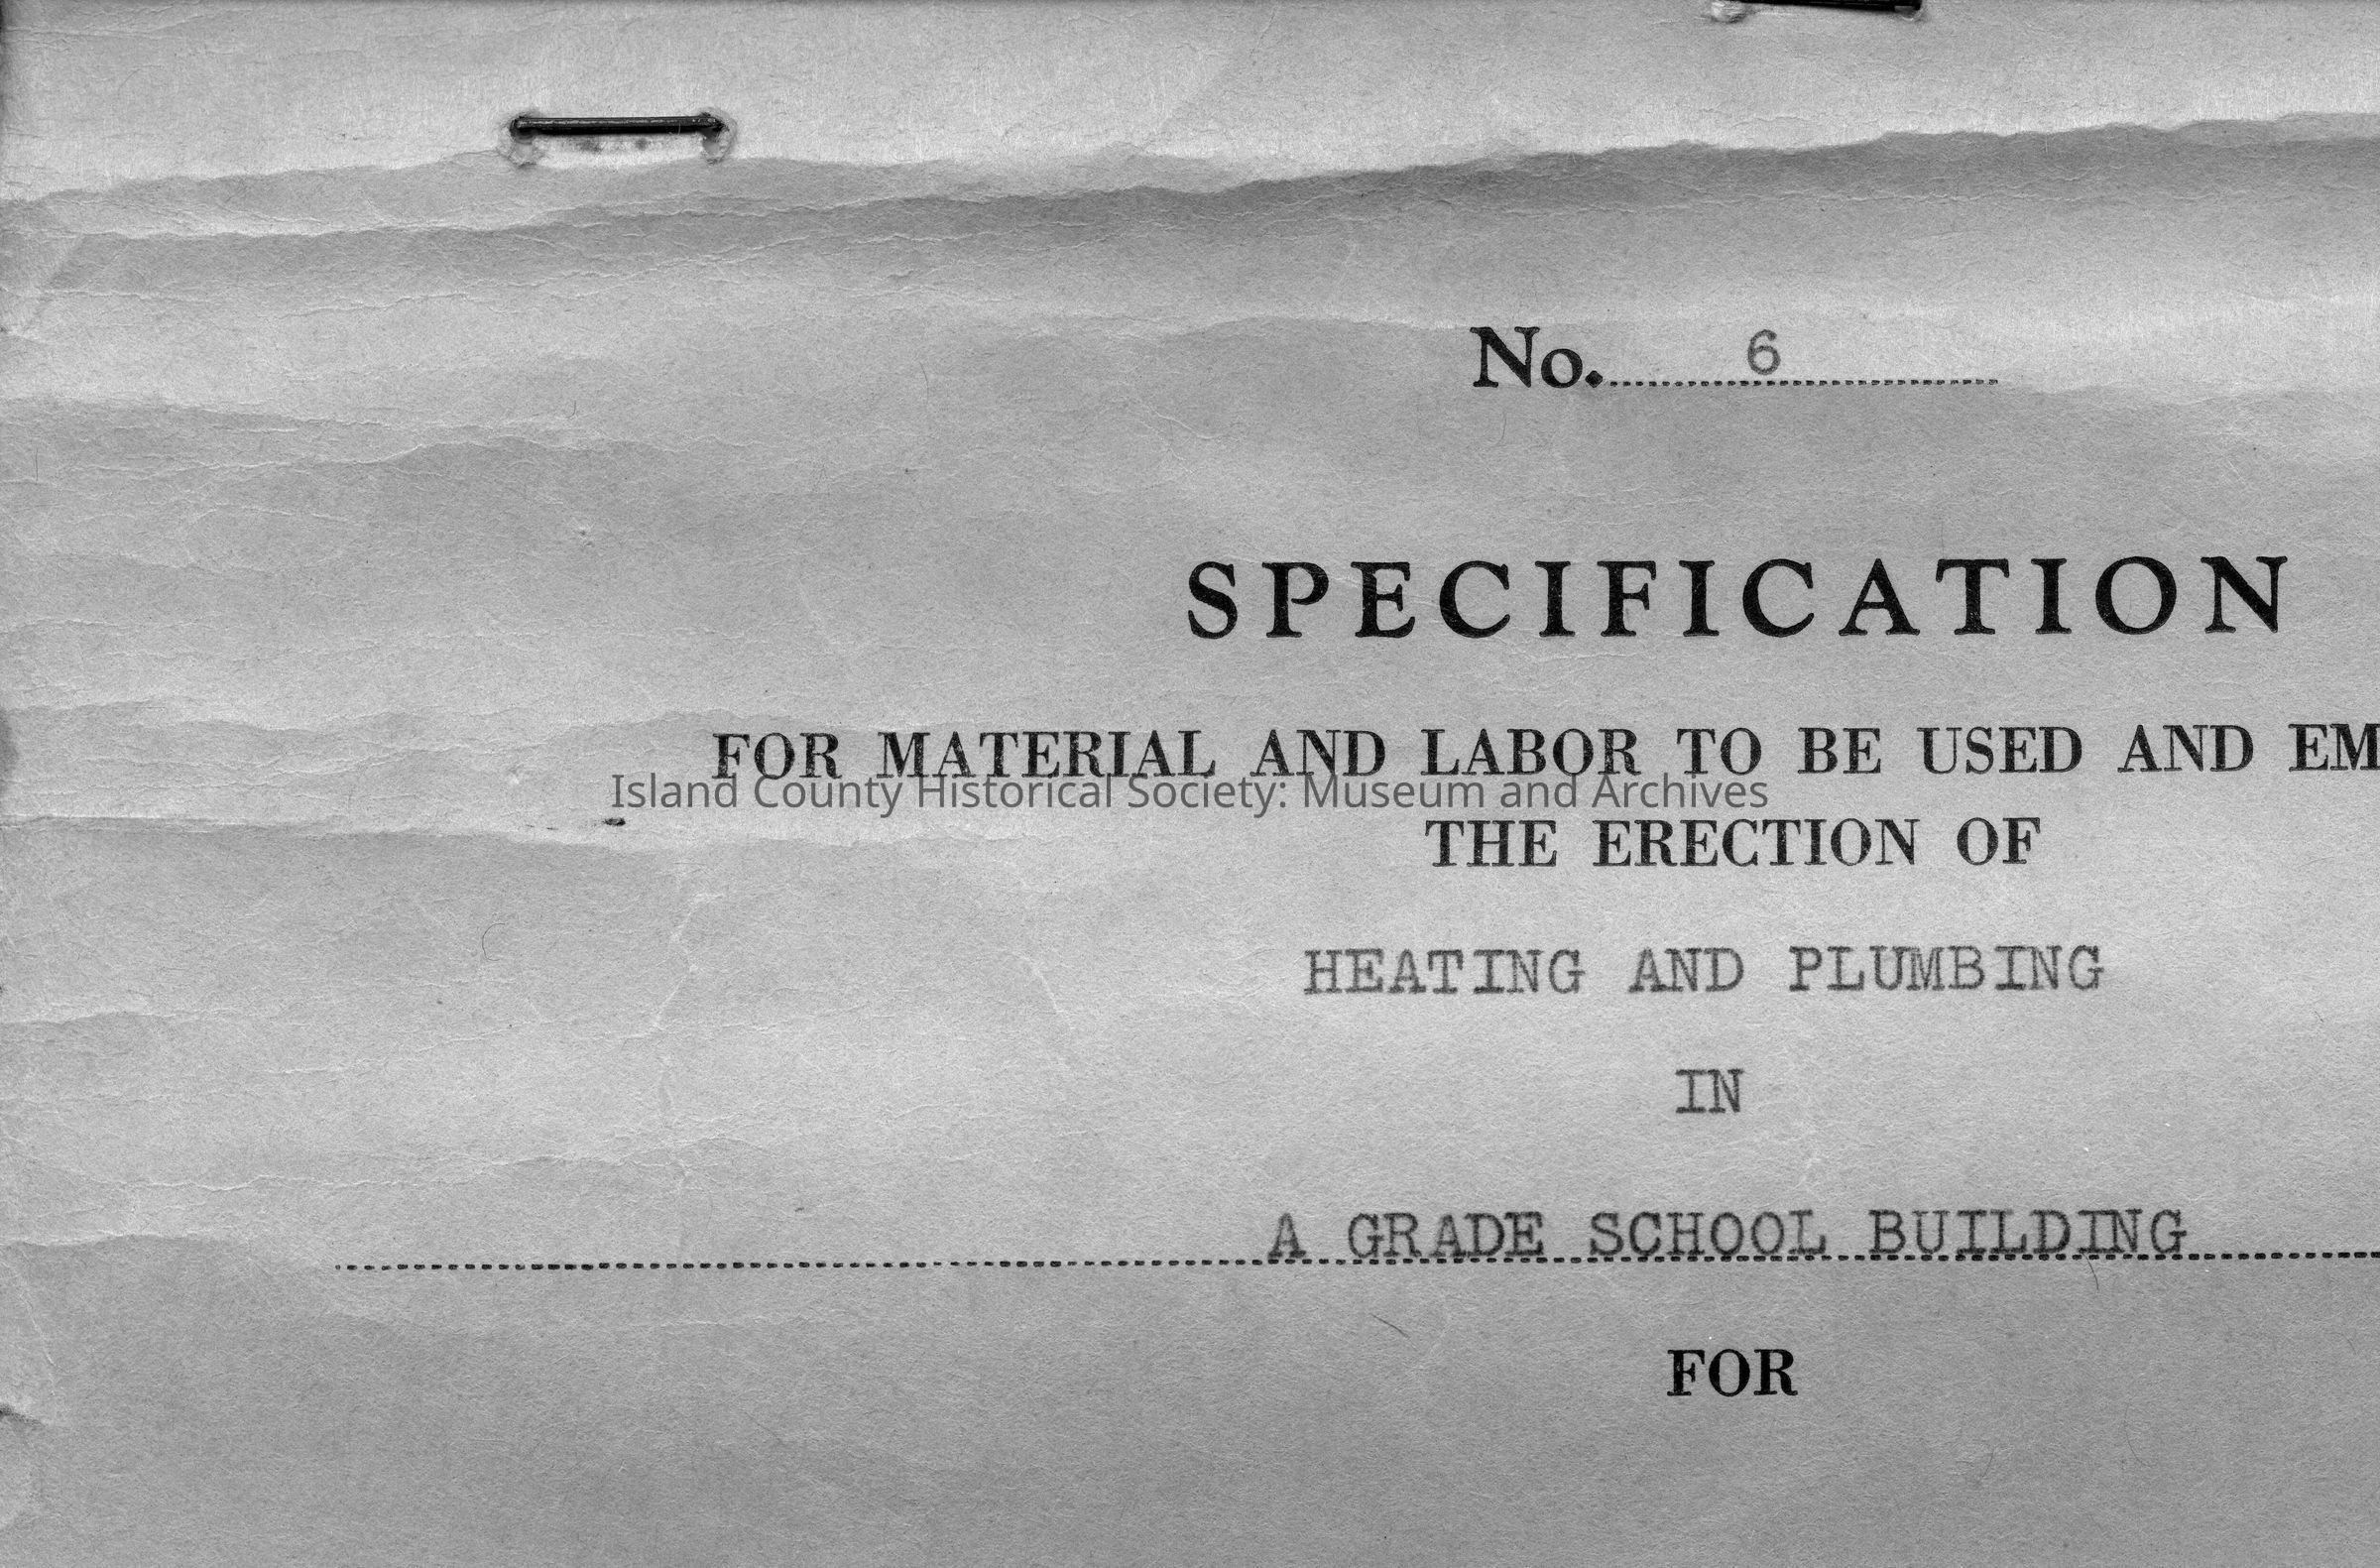 No. 6
SPECIFICATION
FOR MATERIAL AND LABOR TO BE USED AND EM
Island County Historical Society: Museum and Archives
THE ERECTION OF
HEATING AND PLUMBING
IN
A GRADE SCHOOL BUILDING
FOR